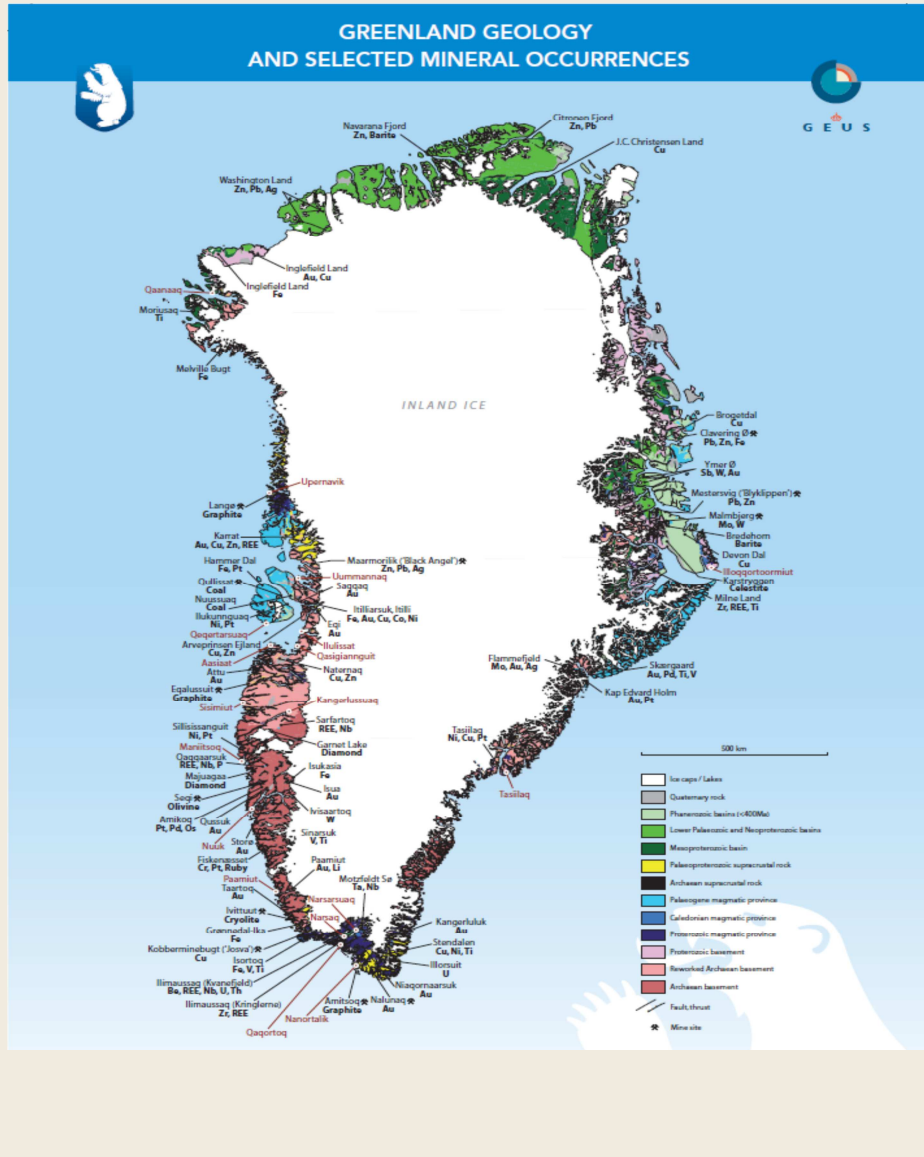 GREENLAND GEOLOGY
AND SELECTED MINERAL OCCURRENCES
G E U S
Navarana Fjord
Zn, Barite
Citronen Fjord
Zn, Pb
J.C. Christensen Land
Cu
Washington Land
Zn, Pb, Ag
Inglefield Land
Au, Cu
Inglefield Land
Fe
Qaanaaq
Moriusaq
Ti
Melville Bugt
Fe
INLAND ICE
Brogetdal
Cu
Clavering Ø
Pb, Zn, Fe
Ymer Ø
Sb, W, Au
Mestersvig ('Blyklippen')
Pb, Zn
Malmbjerg
Mo, W
Bredehorn
Barite
Devon Dal
Cu
Illoqqortoormiut
Karstryggen
Celestite
Milne Land
Zr, REE, Ti
Skærgaard
Au, Pd, Ti, V
Kap Edvard Holm
Au, Pt
Flammefjeld
Mo, Au, Ag
Tasiilaq
Ni, Cu, Pt
Tasiilaq
Upernavik
Langø
Graphite
Karrat
Au, Cu, Zn, REE
Maarmorilik ('Black Angel')
Zn, Pb, Ag
Hammer Dal
Fe, Pt
Uummannaq
Qullissat
Coal
Saqqaq
Au
Nuussuaq
Coal
Itilliarsuk, Itilli
Fe, Au, Cu, Co, Ni
Ilukunnguaq
Ni, Pt
Eqi
Au
Qeqertarsuaq
Ilulissat
Arveprinsen Ejland
Cu, Zn
Qasigiannguit
Aasiaat
Attu
Au
Naternaq
Cu, Zn
Eqalussuit
Graphite
Sisimiut
Kangerlussuaq
Sarfartoq
REE, Nb
Sillisissanguit
Ni, Pt
Garnet Lake
Diamond
Maniitsoq
Qaqqaarsuk
REE, Nb, P
Isukasia
Fe
Majuagaa
Diamond
Isua
Au
Seqi
Olivine
Ivisaartoq
W
Amikoq
Pt, Pd, Os
Qussuk
Au
Sinarsuk
V, Ti
Nuuk
Storø
Au
Fiskenæsset
Cr, Pt, Ruby
Paamiut
Au, Li
Paamiut
Motzfeldt Sø
Ta, Nb
Taartoq
Au
Narsarsuaq
Ivittuut
Cryolite
Narsaq
Grønnedal-Ika
Fe
Kobberminebugt ('Josva')
Cu
Isortoq
Fe, V, Ti
Ilimaussaq (Kvanefjeld)
Be, REE, Nb, U, Th
Ilimaussaq (Kringlerne)
Zr, REE
Qaqortoq
Nanortalik
Amitsoq
Graphite
Nalunaq
Au
Niaqornaarsuk
Au
Illorsuit
U
Stendalen
Cu, Ni, Ti
Kangerluluk
Au
500 km
Ice caps / Lakes
Quaternary rock
Phanerozoic basins (<400Ma)
Lower Palaeozoic and Neoproterozoic basins
Mesoproterozoic basin
Palaeoproterozoic supracrustal rock
Archaean supracrustal rock
Palaeogene magmatic province
Caledonian magmatic province
Proterozoic magmatic province
Proterozoic basement
Reworked Archaean basement
Archaean basement
Fault, thrust
Mine site